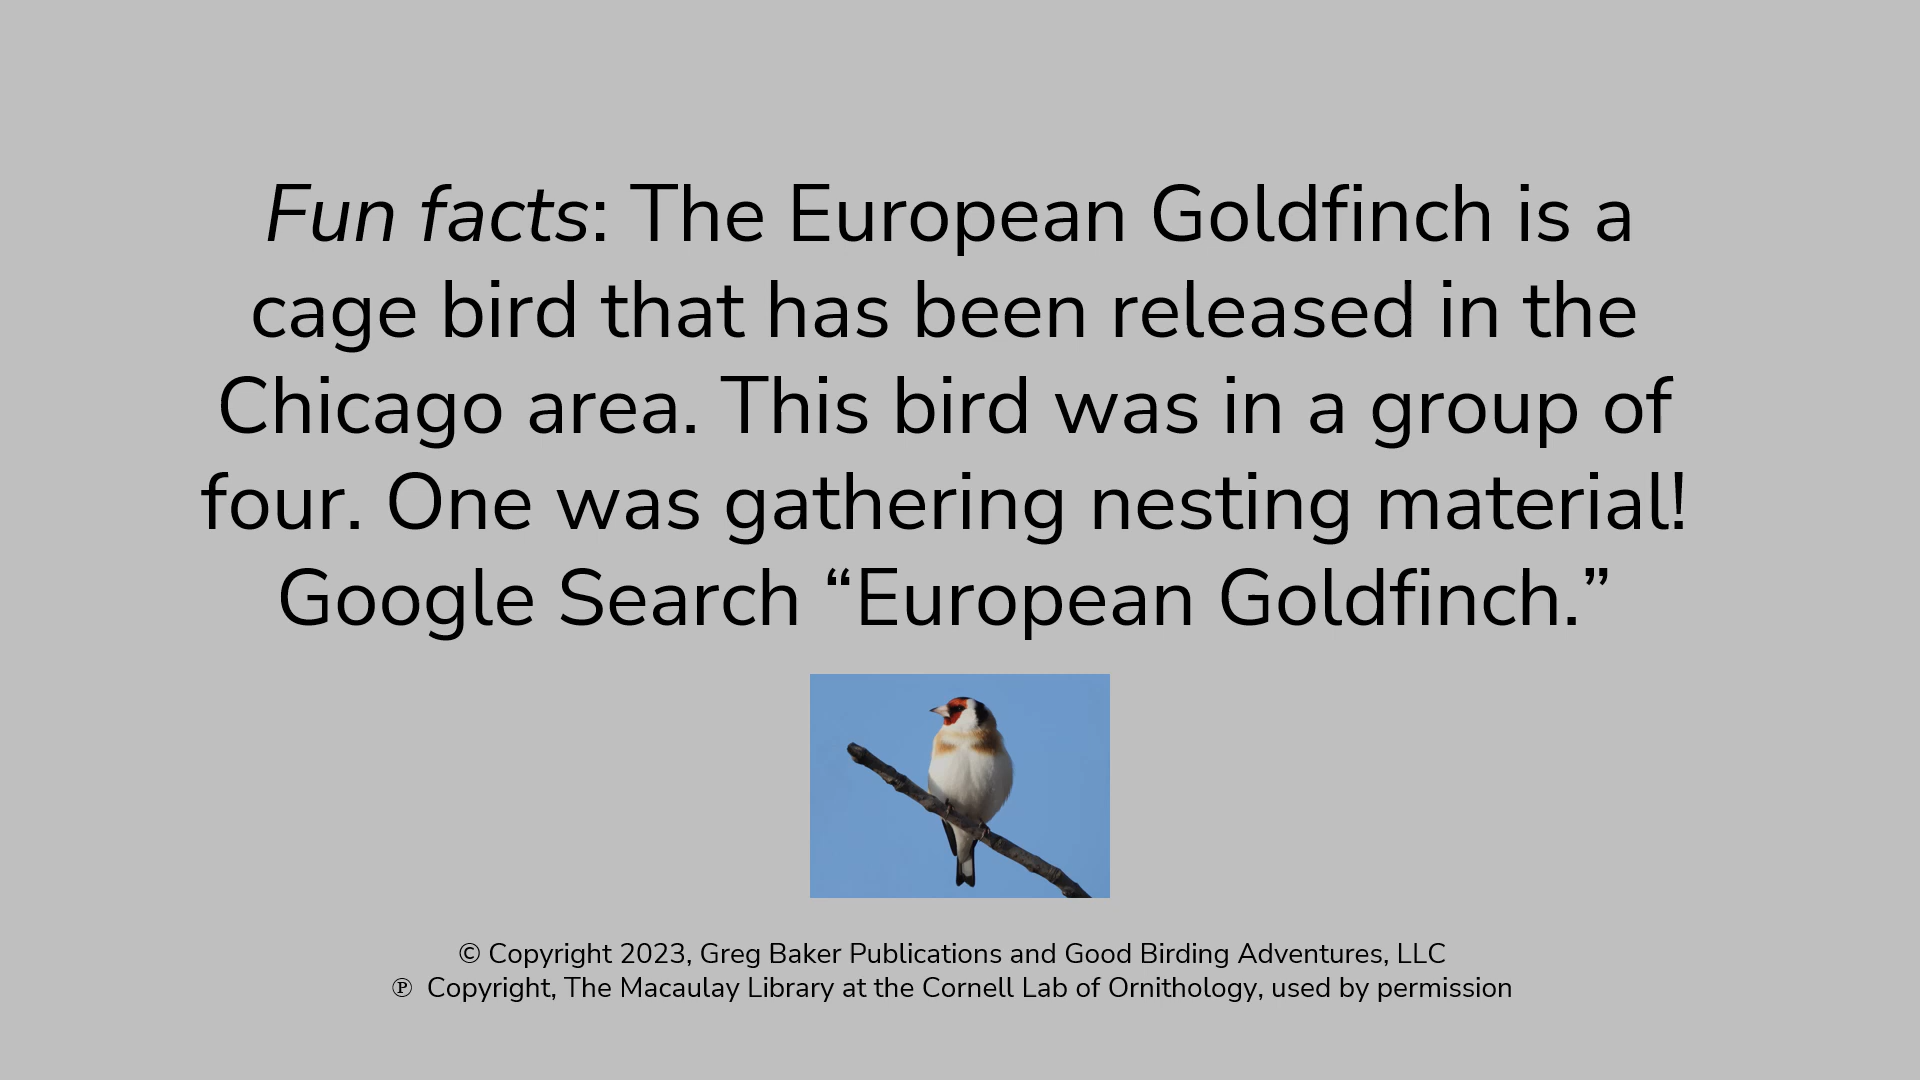 Fun facts: The European Goldfinch is a
cage bird that has been released in the
Chicago area. This bird was in a group of
four. One was gathering nesting material!
Google Search “European Goldfinch.”
© Copyright 2023, Greg Baker Publications and Good Birding Adventures, LLC
℗ Copyright, The Macaulay Library at the Cornell Lab of Ornithology, used by permission